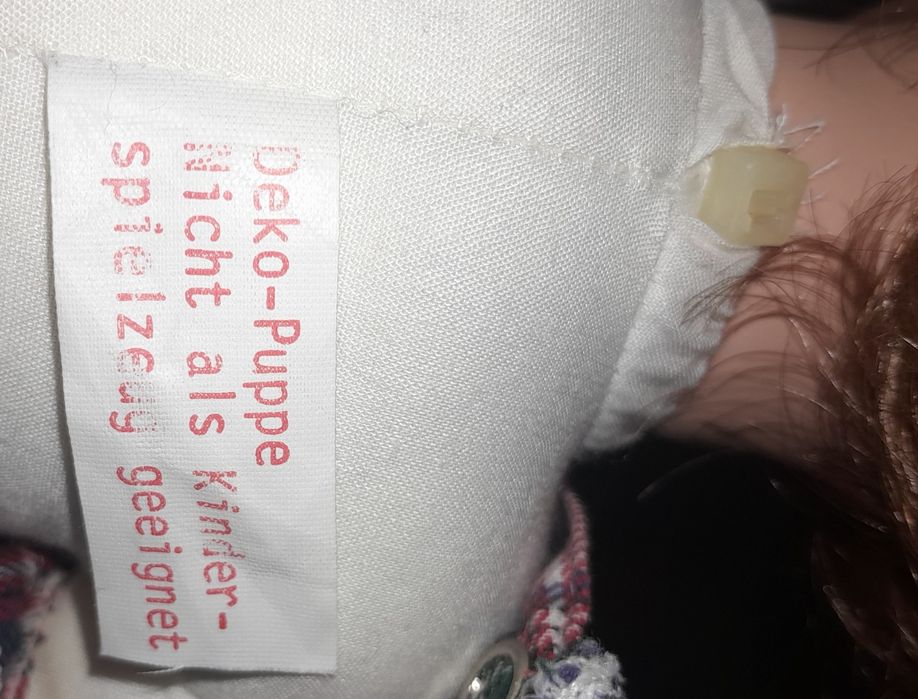 Deko-Puppe
Nicht als Kinder-
spielzeug geeignet